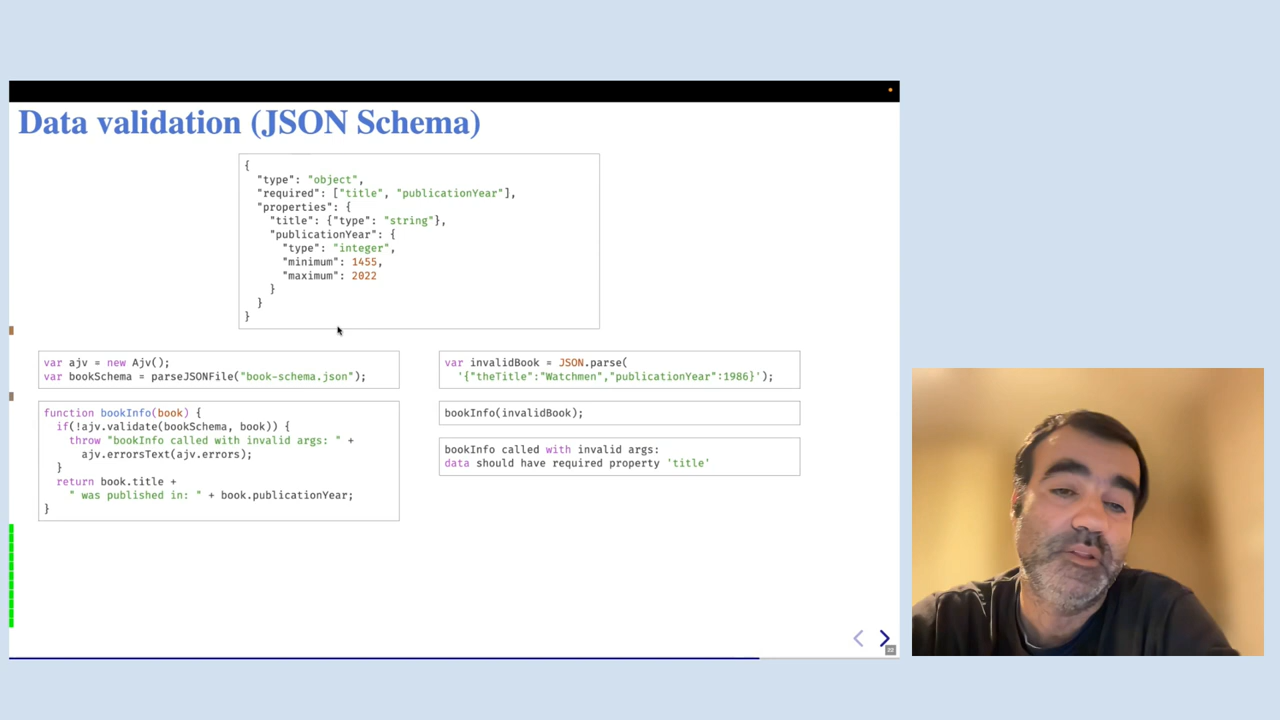 Data validation (JSON Schema)
{
"type": "object",
"required": ["title", "publicationYear"],
"properties": {
"title": {"type": "string"},
"publicationYear": {
"type": "integer",
"minimum": 1455,
"maximum": 2022
}
}
}
var ajv = new Ajv();
var bookSchema = parseJSONFile("book-schema.json");
function bookInfo(book) {
if(!ajv.validate(bookSchema, book)) {
throw "bookInfo called with invalid args: " +
ajv.errorsText(ajv.errors);
}
return book.title +
" was published in: " + book.publicationYear;
}
var invalidBook = JSON.parse(
'{"theTitle":"Watchmen","publicationYear":1986}');
bookInfo(invalidBook);
bookInfo called with invalid args:
data should have required property 'title'
22